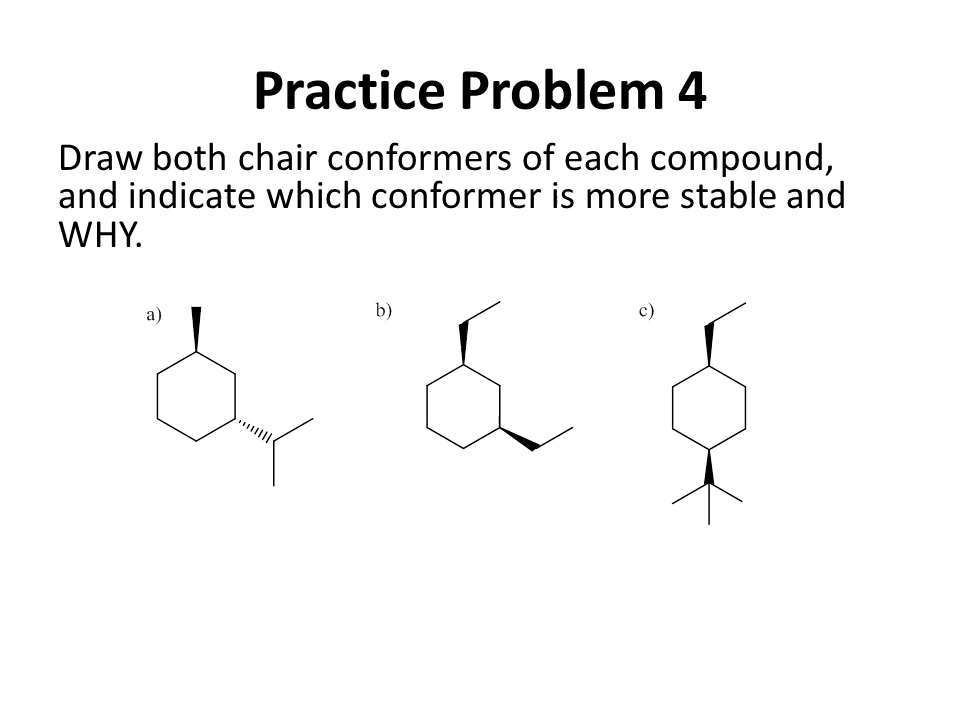 Practice Problem 4
Draw both chair conformers of each compound,
and indicate which conformer is more stable and
WHY.
a)
b)
c)